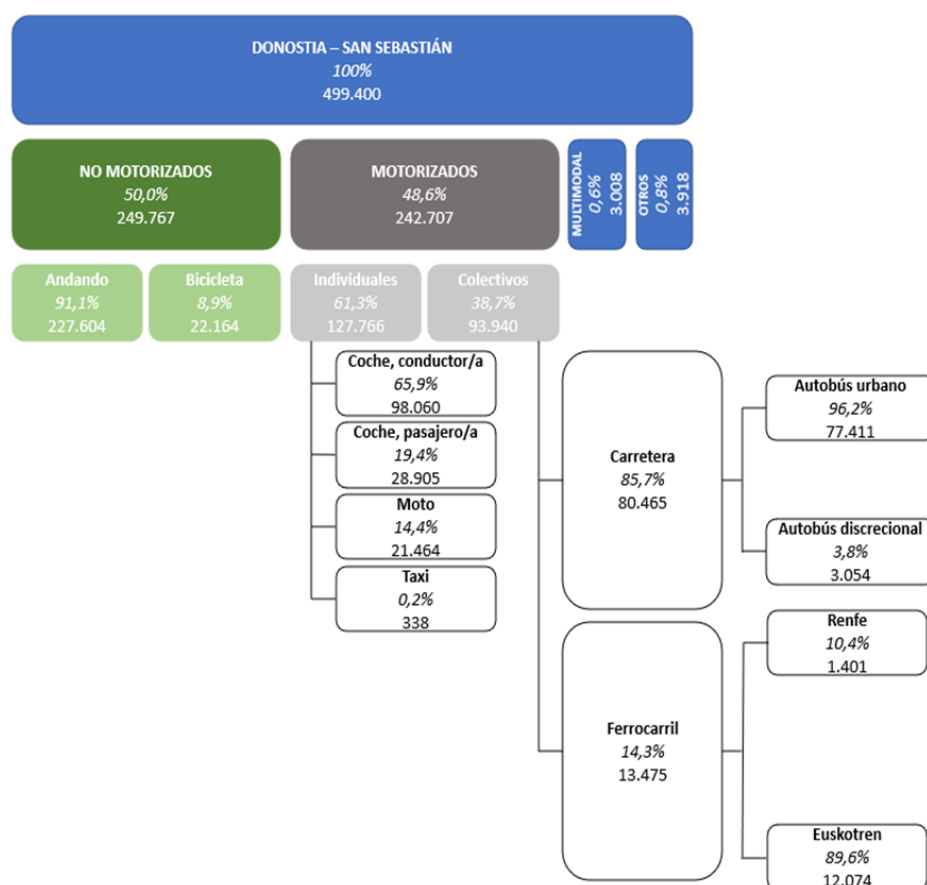 DONOSTIA – SAN SEBASTIÁN
100%
499.400
NO MOTORIZADOS
50,0%
249.767
MOTORIZADOS
48,6%
242.707
MULTIMODAL
0,6%
3.008
OTROS
0,8%
3.918
Andando
91,1%
227.604
Bicicleta
8,9%
22.164
Individuales
61,3%
127.766
Colectivos
38,7%
93.940
Coche, conductor/a
65,9%
98.060
Coche, pasajero/a
19,4%
28.905
Moto
14,4%
21.464
Taxi
0,2%
338
Carretera
85,7%
80.465
Autobús urbano
96,2%
77.411
Autobús discrecional
3,8%
3.054
Ferrocarril
14,3%
13.475
Renfe
10,4%
1.401
Euskotren
89,6%
12.074